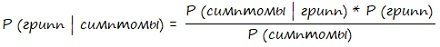 P (грипп | симптомы) = P (симптомы | грипп) * P (грипп)
P (симптомы)